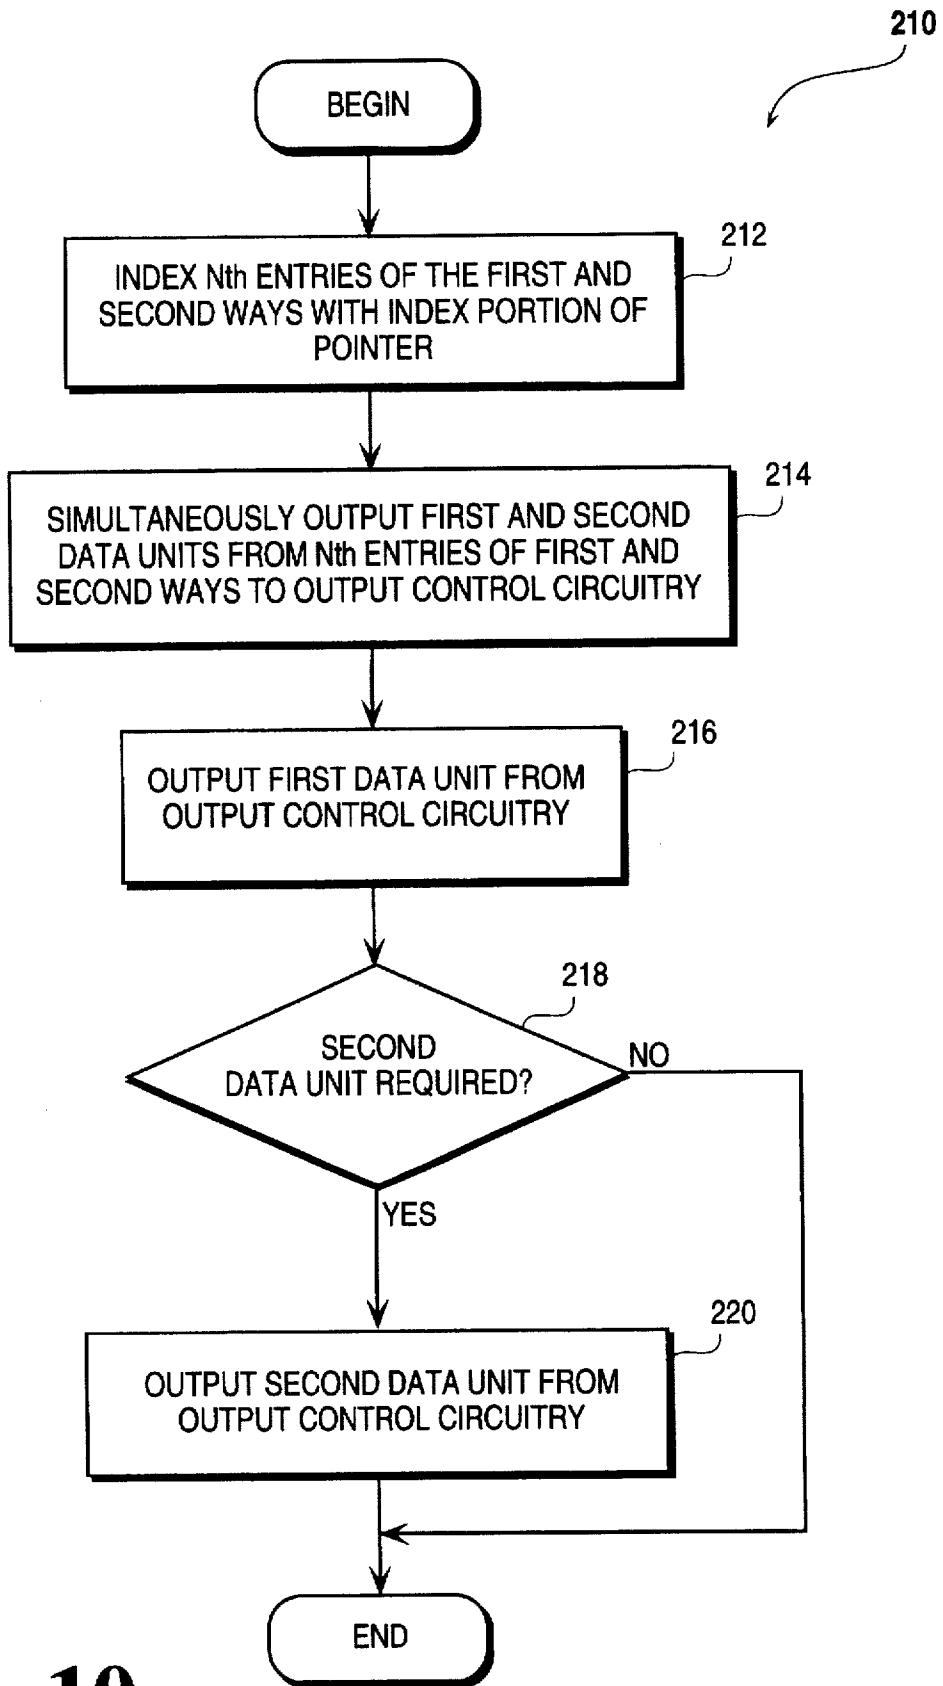 210
BEGIN
212
INDEX Nth ENTRIES OF THE FIRST AND
SECOND WAYS WITH INDEX PORTION OF
POINTER
214
SIMULTANEOUSLY OUTPUT FIRST AND SECOND
DATA UNITS FROM Nth ENTRIES OF FIRST AND
SECOND WAYS TO OUTPUT CONTROL CIRCUITRY
216
OUTPUT FIRST DATA UNIT FROM
OUTPUT CONTROL CIRCUITRY
218
SECOND
DATA UNIT REQUIRED?
NO
YES
220
OUTPUT SECOND DATA UNIT FROM
OUTPUT CONTROL CIRCUITRY
END